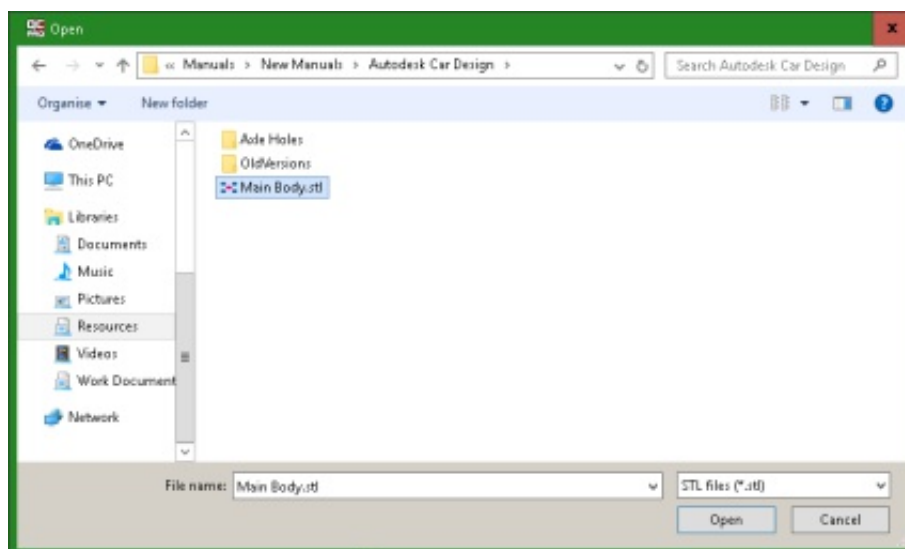 QC PRO Open x
« Manuals > New Manuals > Autodesk Car Design > Search Autodesk Car Design
Organise New folder ?
OneDrive
This PC
Libraries
Documents
Music
Pictures
Resources
Videos
Work Document
Network
Axle Holes
OldVersions
Main Body.stl
File name: Main Body.stl STL files (*.stl)
Open Cancel